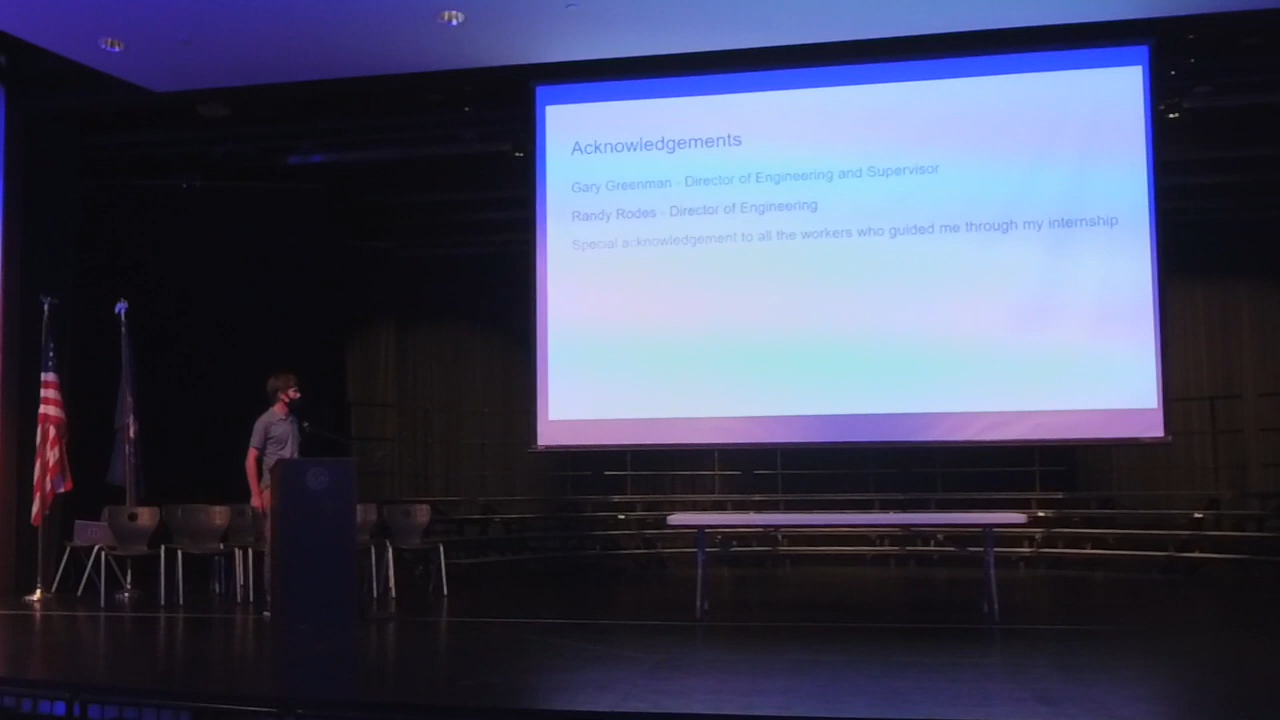 Acknowledgements
Gary Greenman - Director of Engineering and Supervisor
Randy Rodes - Director of Engineering
Special acknowledgement to all the workers who guided me through my internship